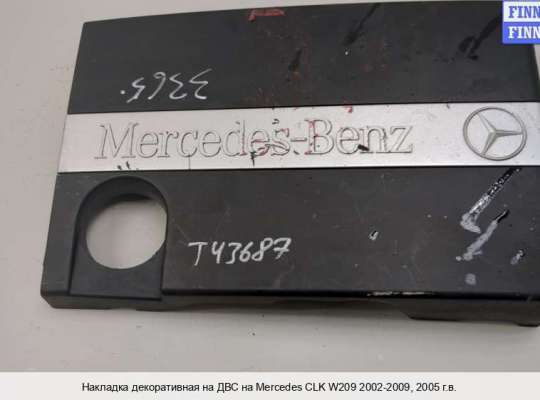 FINN
FINN
3365.
Mercedes-Benz
T43687
Накладка декоративная на ДВС на Mercedes CLK W209 2002-2009, 2005 г.в.